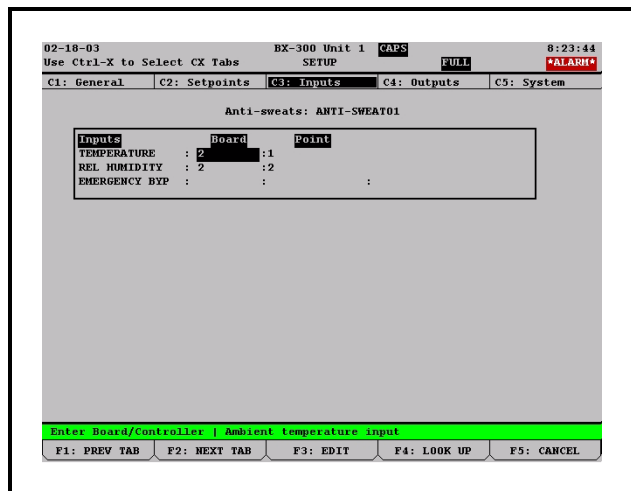 02-18-03 BX-300 Unit 1 CAPS 8:23:44
Use Ctrl-X to Select CX Tabs SETUP FULL *ALARM*
C1: General C2: Setpoints C3: Inputs C4: Outputs C5: System
Anti-sweats: ANTI-SWEAT01
Inputs Board Point
TEMPERATURE : 2 :1
REL HUMIDITY : 2 :2
EMERGENCY BYP : : :
Enter Board/Controller | Ambient temperature input
F1: PREV TAB F2: NEXT TAB F3: EDIT F4: LOOK UP F5: CANCEL